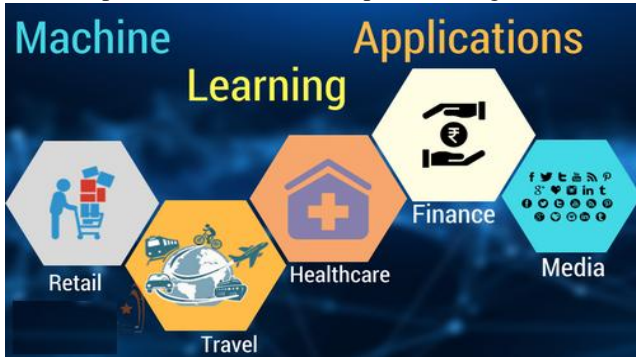 Machine Applications
Learning
₹
Finance
Media
Healthcare
Retail
Travel